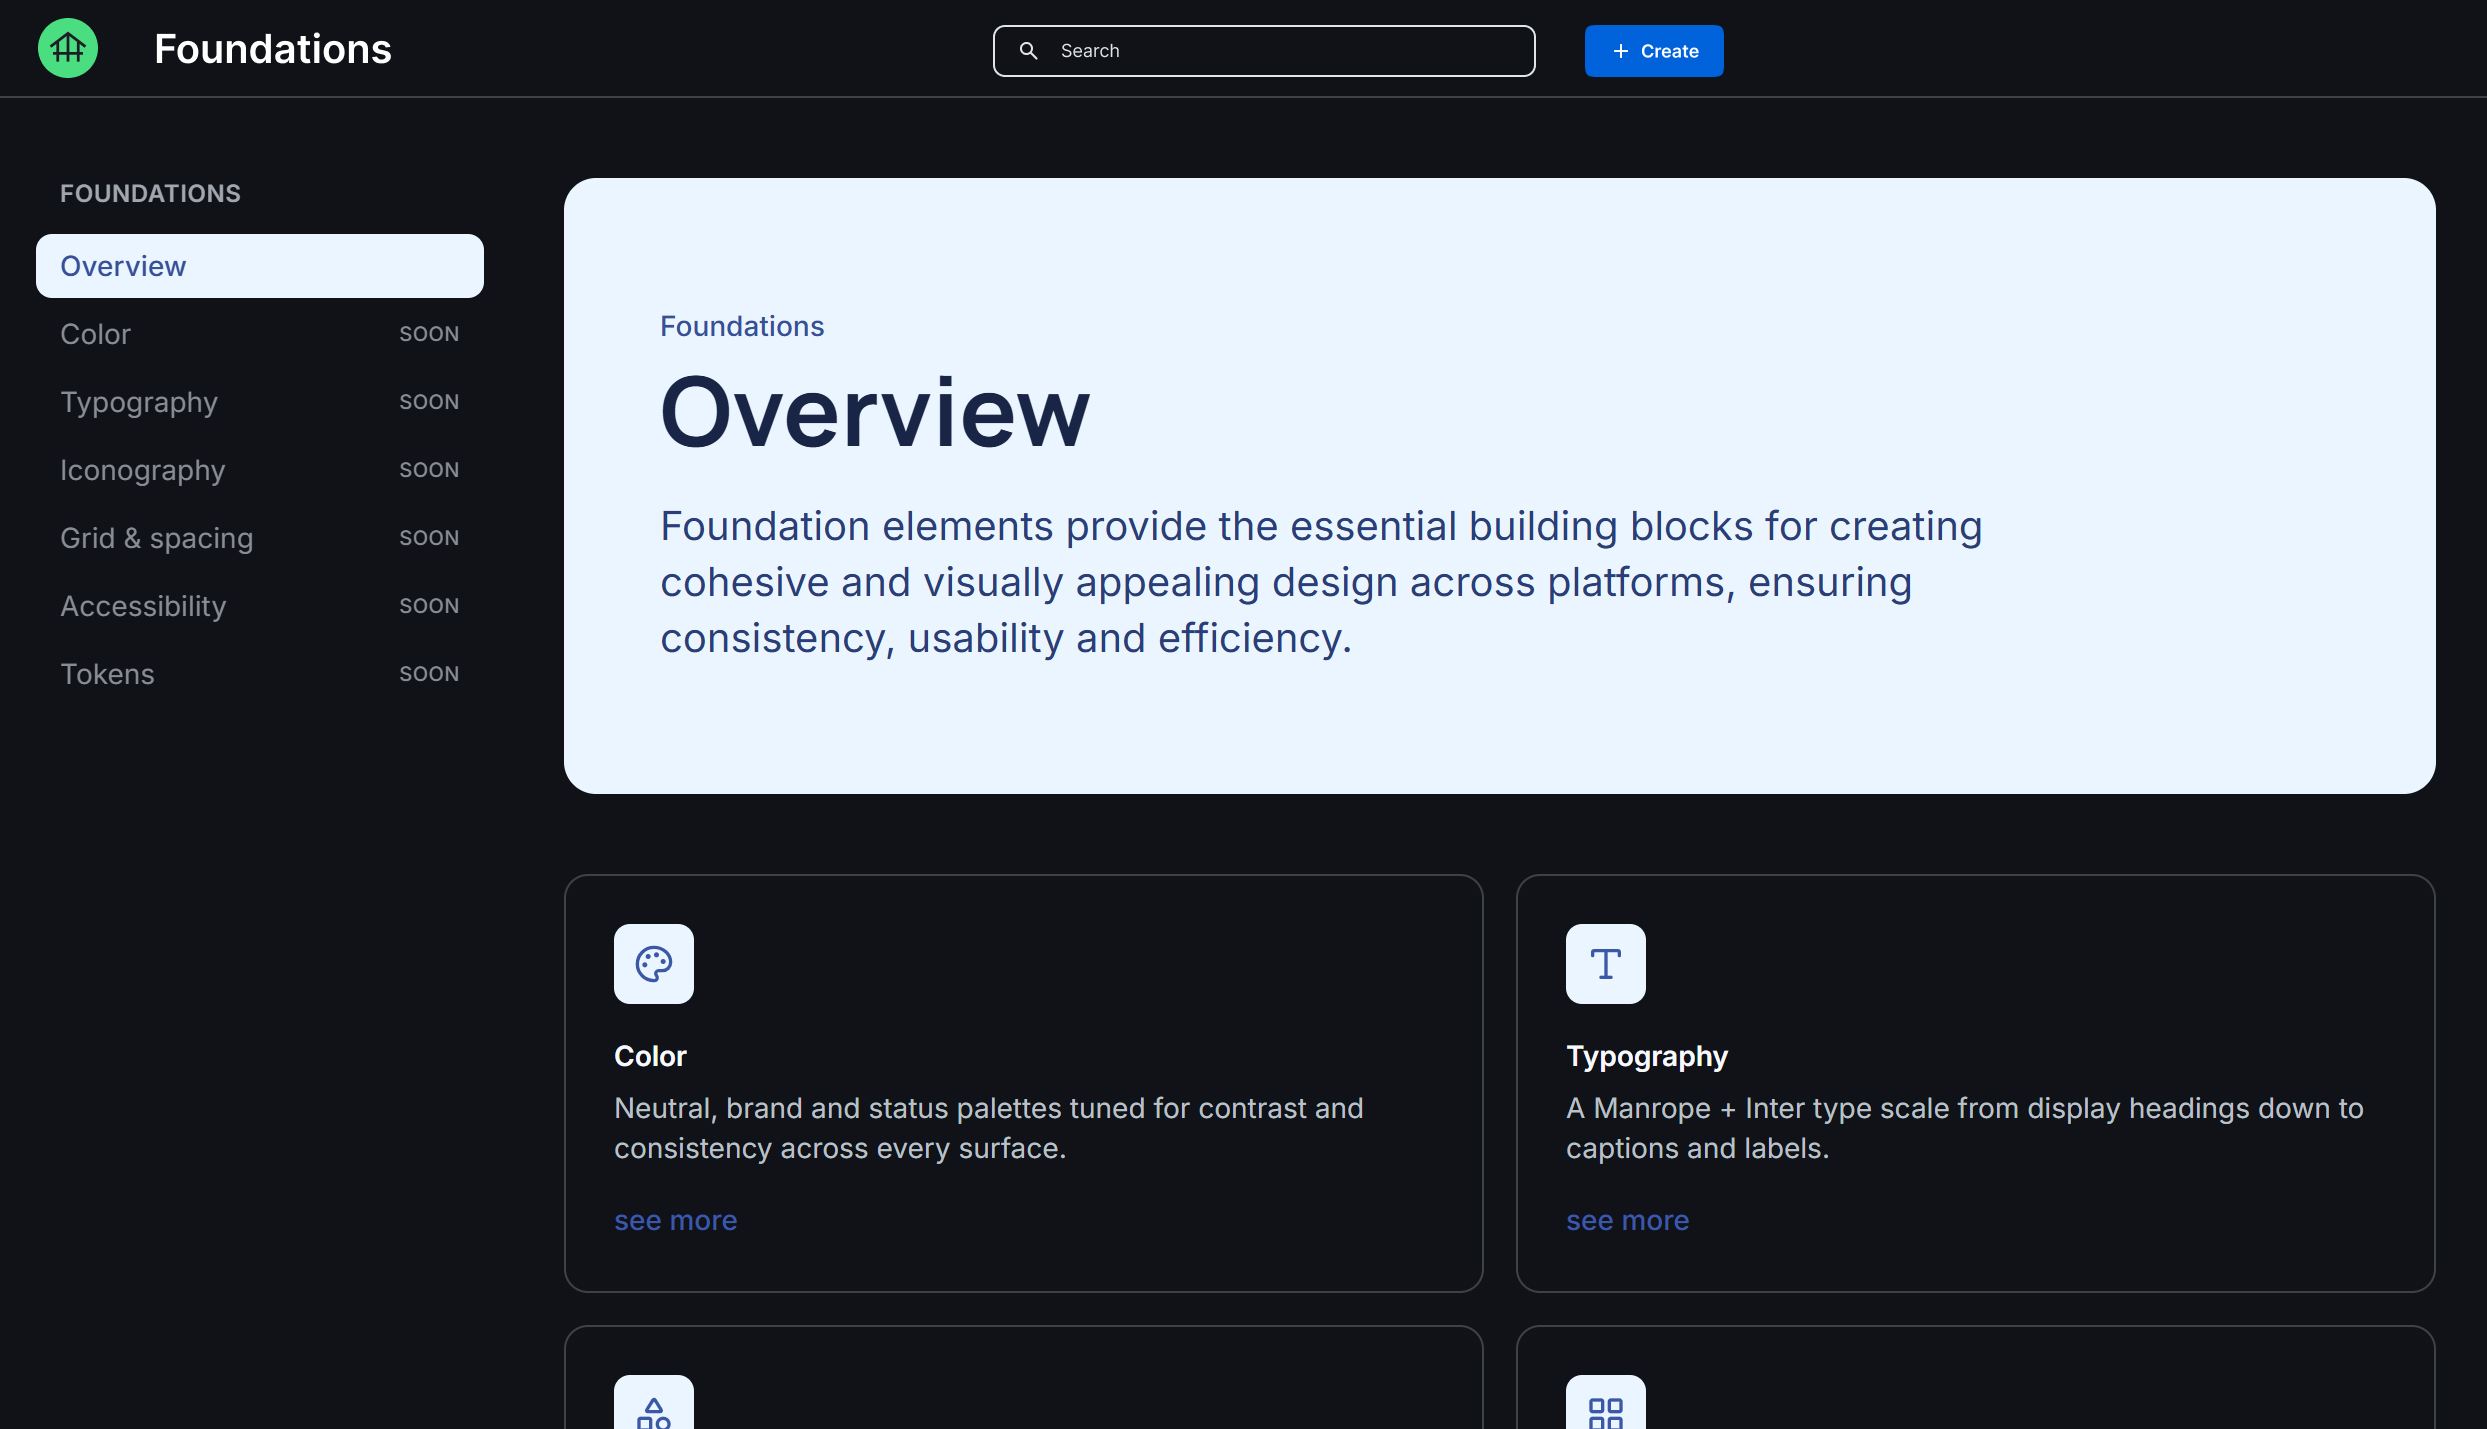 Foundations
Search
+ Create
FOUNDATIONS
Overview
Color SOON
Typography SOON
Iconography SOON
Grid & spacing SOON
Accessibility SOON
Tokens SOON
Foundations
Overview
Foundation elements provide the essential building blocks for creating
cohesive and visually appealing design across platforms, ensuring
consistency, usability and efficiency.
Color
Neutral, brand and status palettes tuned for contrast and
consistency across every surface.
see more
Typography
A Manrope + Inter type scale from display headings down to
captions and labels.
see more